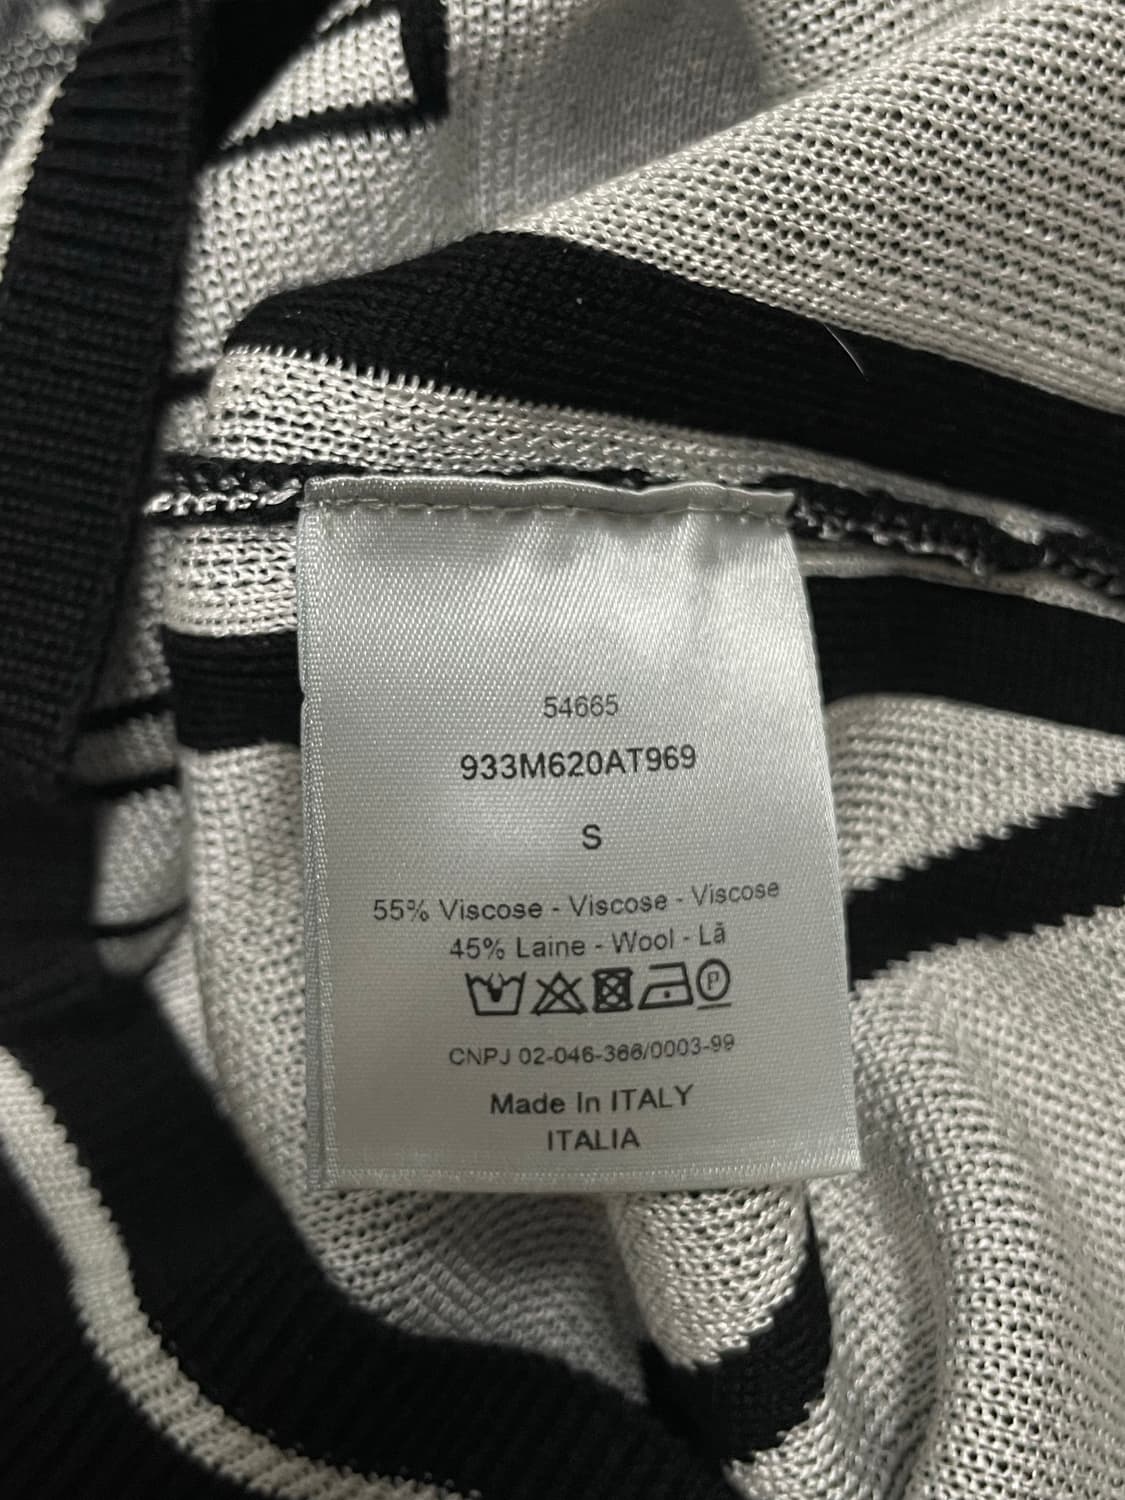 54665
933M620AT969
S
55% Viscose - Viscose - Viscose
45% Laine - Wool - Lã
P
CNPJ 02-046-366/0003-99
Made In ITALY
ITALIA